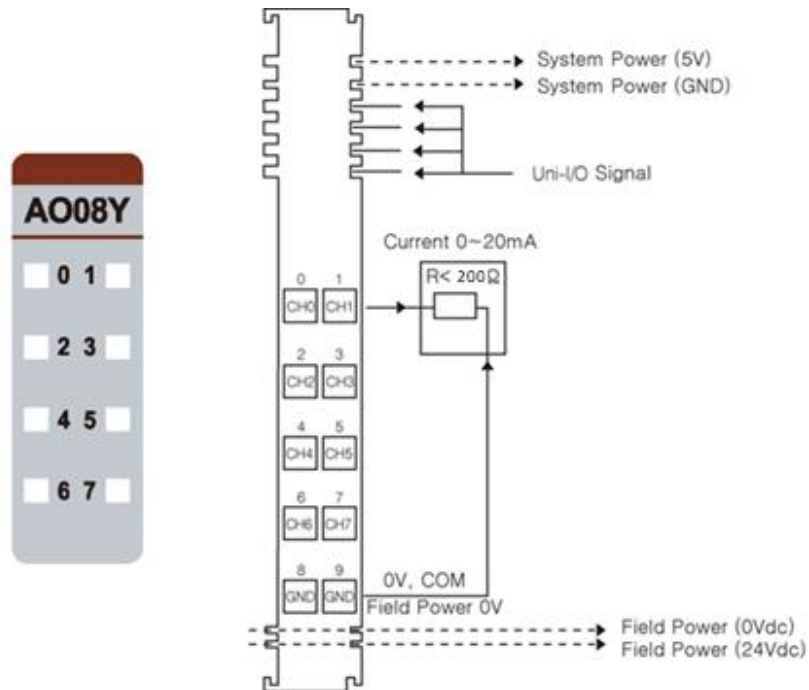 AO08Y
0 1
2 3
4 5
6 7
System Power (5V)
System Power (GND)
Uni-I/O Signal
Current 0~20mA
R< 200Ω
0 1
CH0 CH1
2 3
CH2 CH3
4 5
CH4 CH5
6 7
CH6 CH7
8 9
GND GND
0V, COM
Field Power 0V
Field Power (0Vdc)
Field Power (24Vdc)